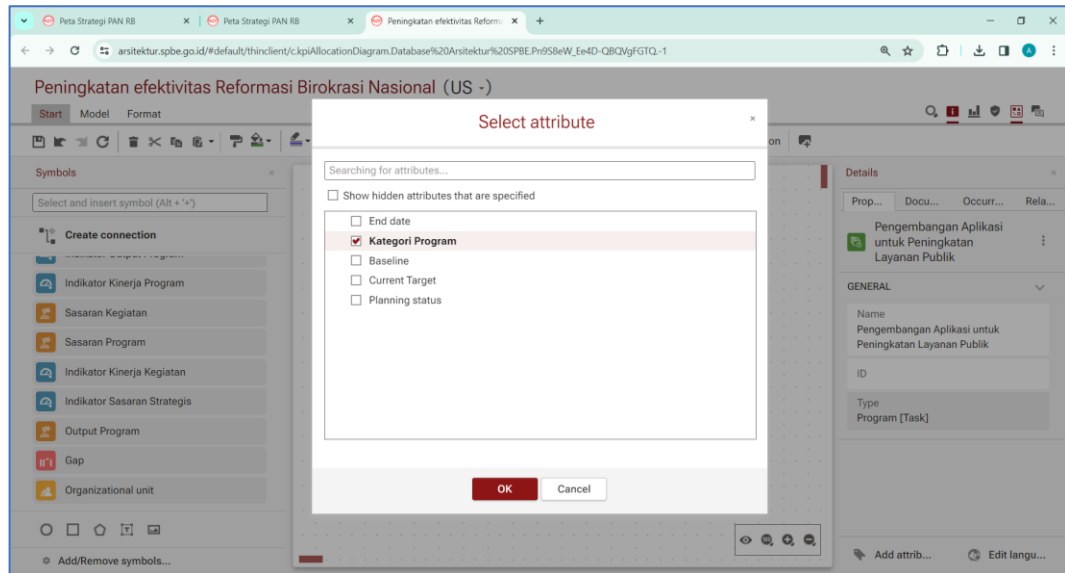 Peta Strategi PAN RB
Peta Strategi PAN RB
Peningkatan efektivitas Reform
arsitektur.spbe.go.id/#default/thinclient/c.kpiAllocationDiagram.Database%20Arsitektur%20SPBE.Pn958eW_Ee4D-QBQVgFGTQ.-1
Peningkatan efektivitas Reformasi Birokrasi Nasional (US -)
Start Model Format
on
Symbols
Select and insert symbol (Alt + '+')
Create connection
Indikator Output Program
Indikator Kinerja Program
Sasaran Kegiatan
Sasaran Program
Indikator Kinerja Kegiatan
Indikator Sasaran Strategis
Output Program
Gap
Organizational unit
Add/Remove symbols...
Select attribute
Searching for attributes...
Show hidden attributes that are specified
End date
Kategori Program
Baseline
Current Target
Planning status
OK Cancel
Details
Prop... Docu... Occurr... Rela...
Pengembangan Aplikasi
untuk Peningkatan
Layanan Publik
GENERAL
Name
Pengembangan Aplikasi untuk
Peningkatan Layanan Publik
ID
Type
Program [Task]
Add attrib... Edit langu...